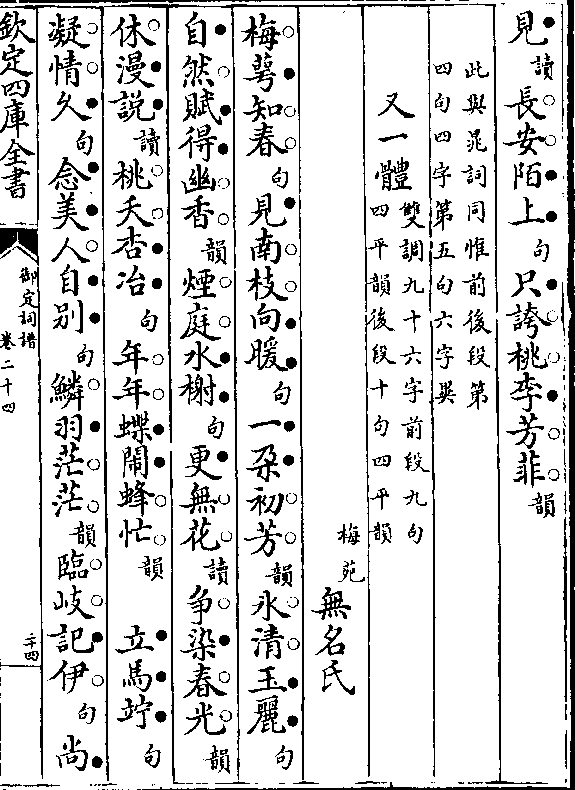 見讀長安陌上句只誇桃李芳菲韻
此與晁詞同惟前後段第
四句四字第五句六字異
又一體雙調九十六字前段九句
四平韻後段十句四平韻
梅苑無名氏
梅萼知春句見南枝向暖句一朶初芳韻氷清玉麗句
自然賦得幽香韻煙庭水榭句更無花讀爭染春光韻
休漫説讀桃夭杏冶句年年蝶鬧蜂忙韻 立馬竚句
凝情久句念美人自別句鱗羽茫茫韻臨岐記伊句尚
欽定四庫全書
御定詞譜
卷二十四
二十四